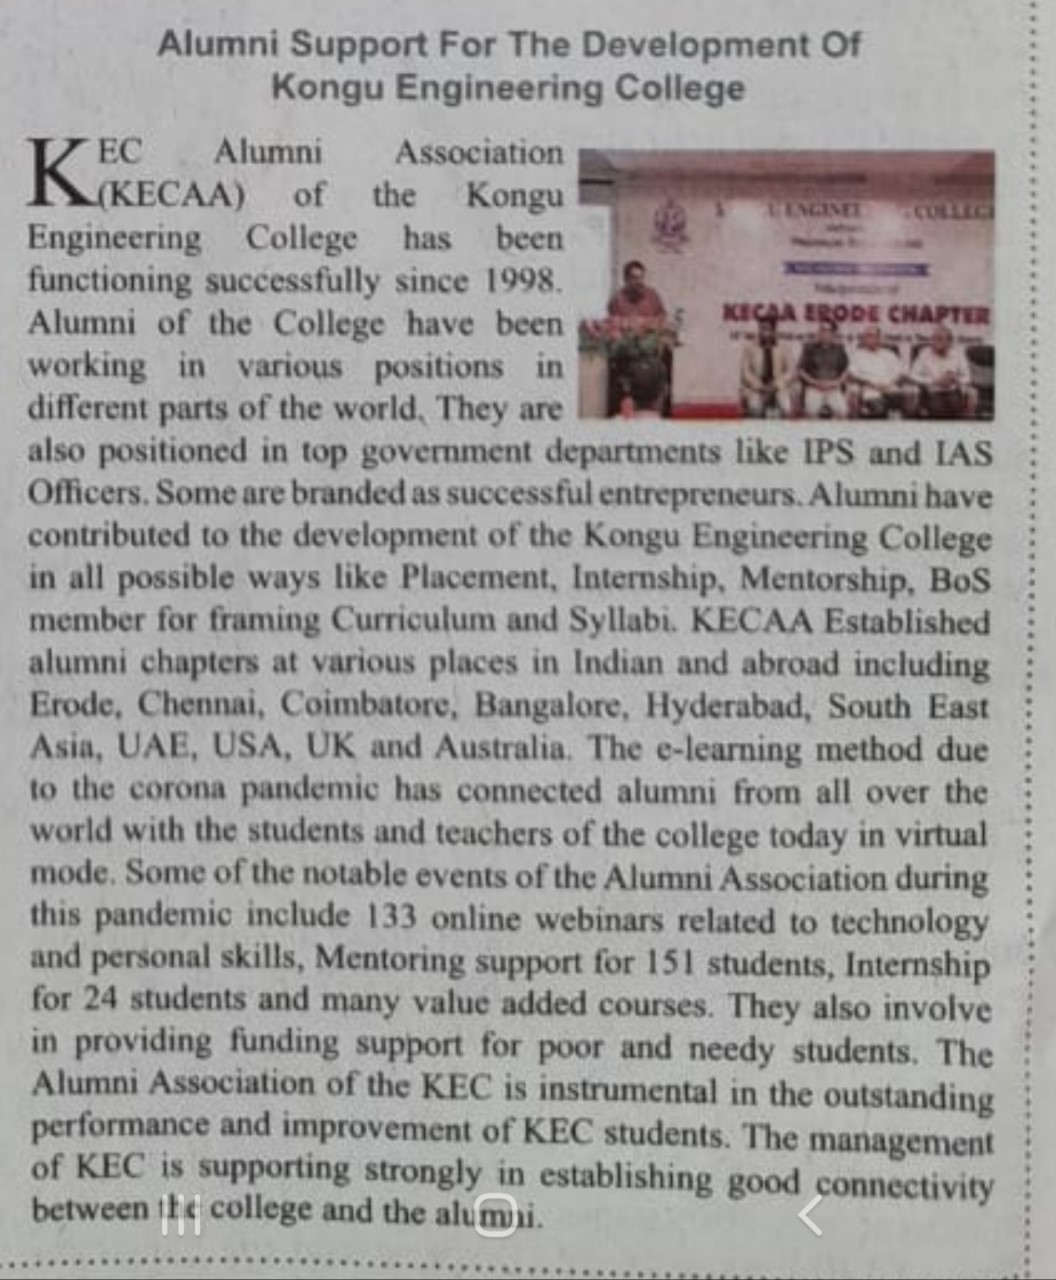 Alumni Support For The Development Of
Kongu Engineering College
KEC Alumni Association
(KECAA) of the Kongu
Engineering College has been
functioning successfully since 1998.
Alumni of the College have been
working in various positions in
different parts of the world. They are
ENGINEE COLLEGE
KECAA ERODE CHAPTER
also positioned in top government departments like IPS and IAS
Officers. Some are branded as successful entrepreneurs. Alumni have
contributed to the development of the Kongu Engineering College
in all possible ways like Placement, Internship, Mentorship, BoS
member for framing Curriculum and Syllabi. KECAA Established
alumni chapters at various places in Indian and abroad including
Erode, Chennai, Coimbatore, Bangalore, Hyderabad, South East
Asia, UAE, USA, UK and Australia. The e-learning method due
to the corona pandemic has connected alumni from all over the
world with the students and teachers of the college today in virtual
mode. Some of the notable events of the Alumni Association during
this pandemic include 133 online webinars related to technology
and personal skills, Mentoring support for 151 students, Internship
for 24 students and many value added courses. They also involve
in providing funding support for poor and needy students. The
Alumni Association of the KEC is instrumental in the outstanding
performance and improvement of KEC students. The management
of KEC is supporting strongly in establishing good connectivity
between the college and the alumni.